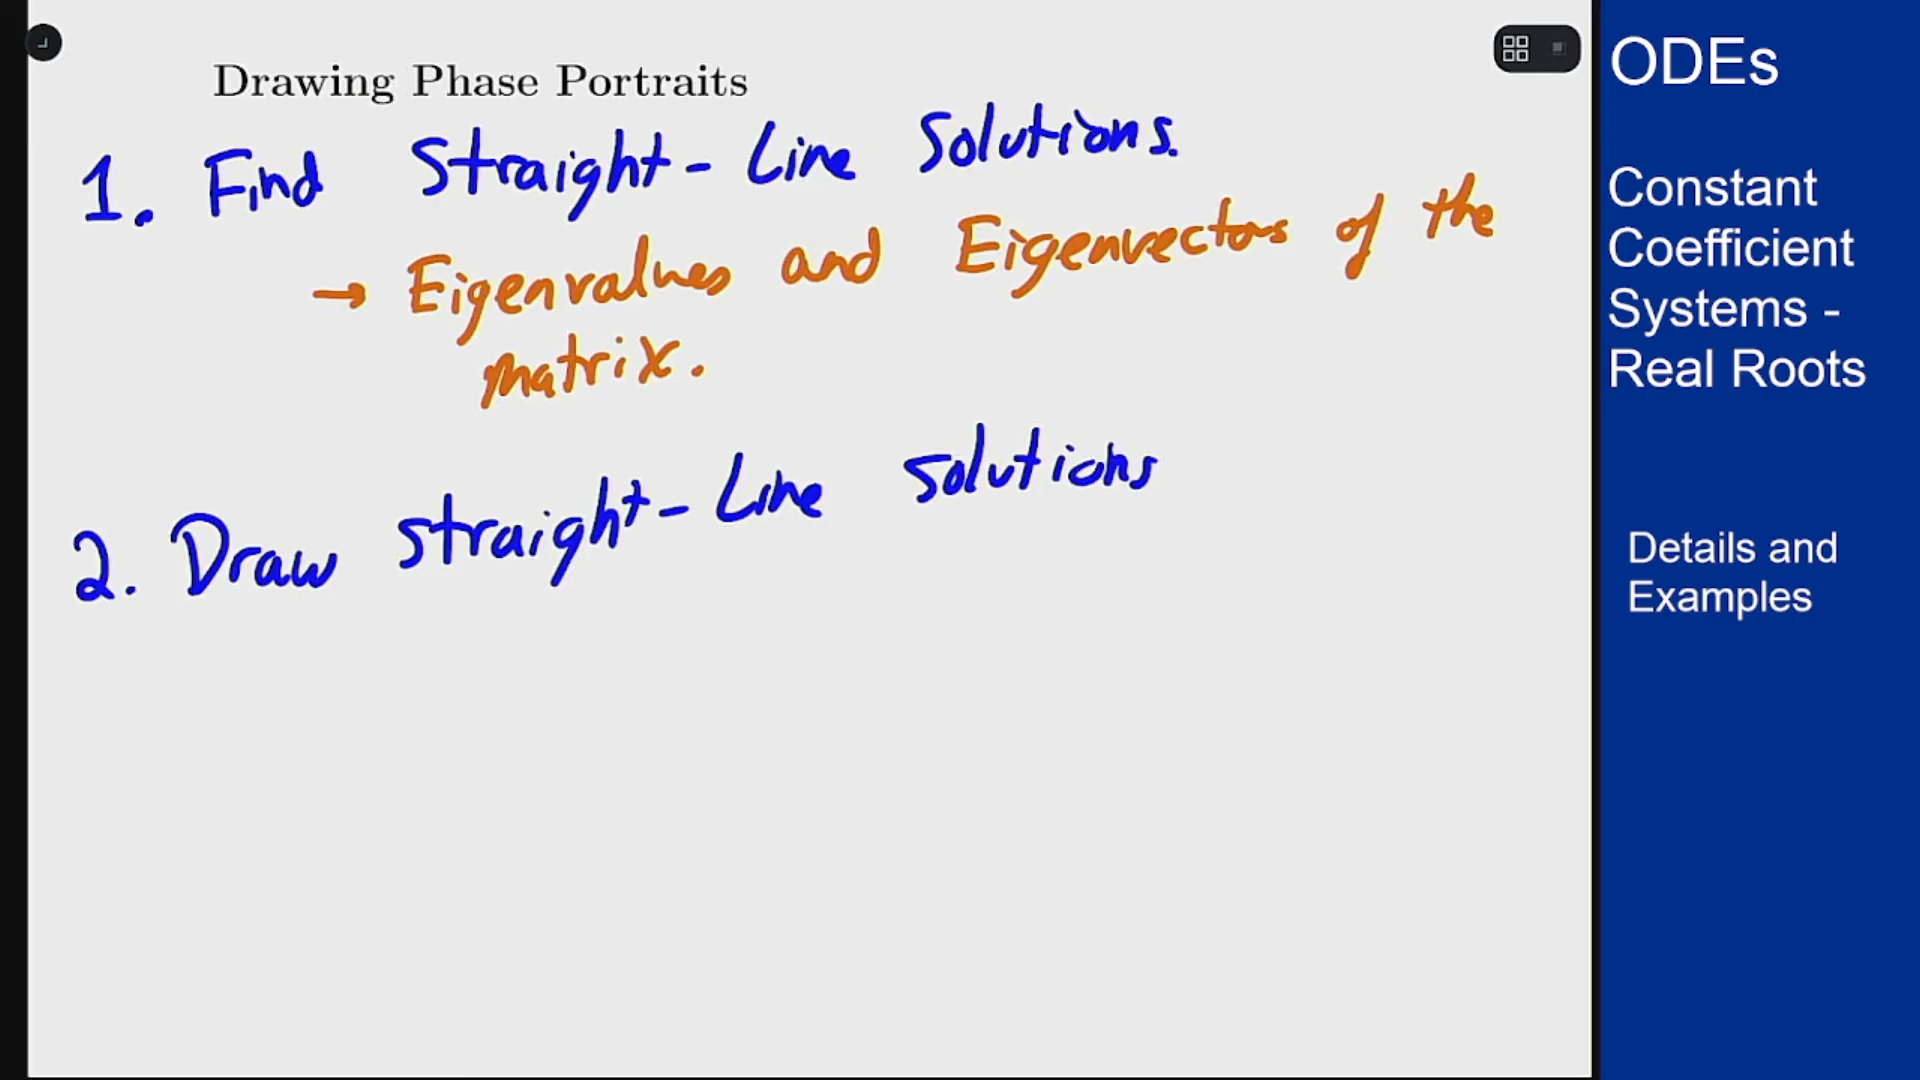 Drawing Phase Portraits
1. Find Straight-Line Solutions.
→ Eigenvalues and Eigenvectors of the
matrix.
2. Draw straight-Line solutions
ODEs
Constant
Coefficient
Systems -
Real Roots
Details and
Examples